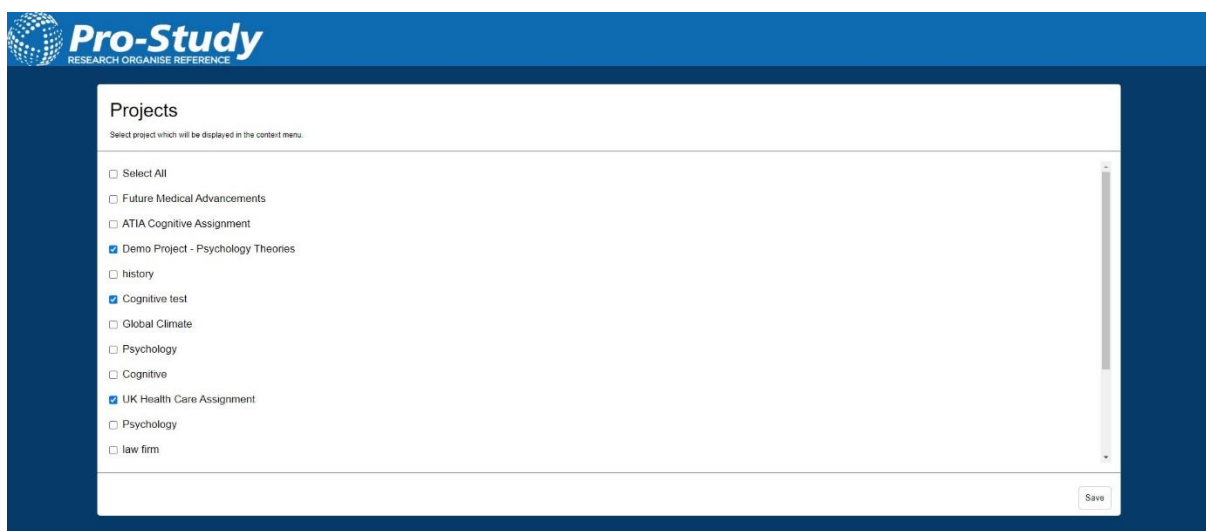 Pro-Study
RESEARCH ORGANISE REFERENCE
Projects
Select project which will be displayed in the context menu.
Select All
Future Medical Advancements
ATIA Cognitive Assignment
Demo Project - Psychology Theories
history
Cognitive test
Global Climate
Psychology
Cognitive
UK Health Care Assignment
Psychology
law firm
Save